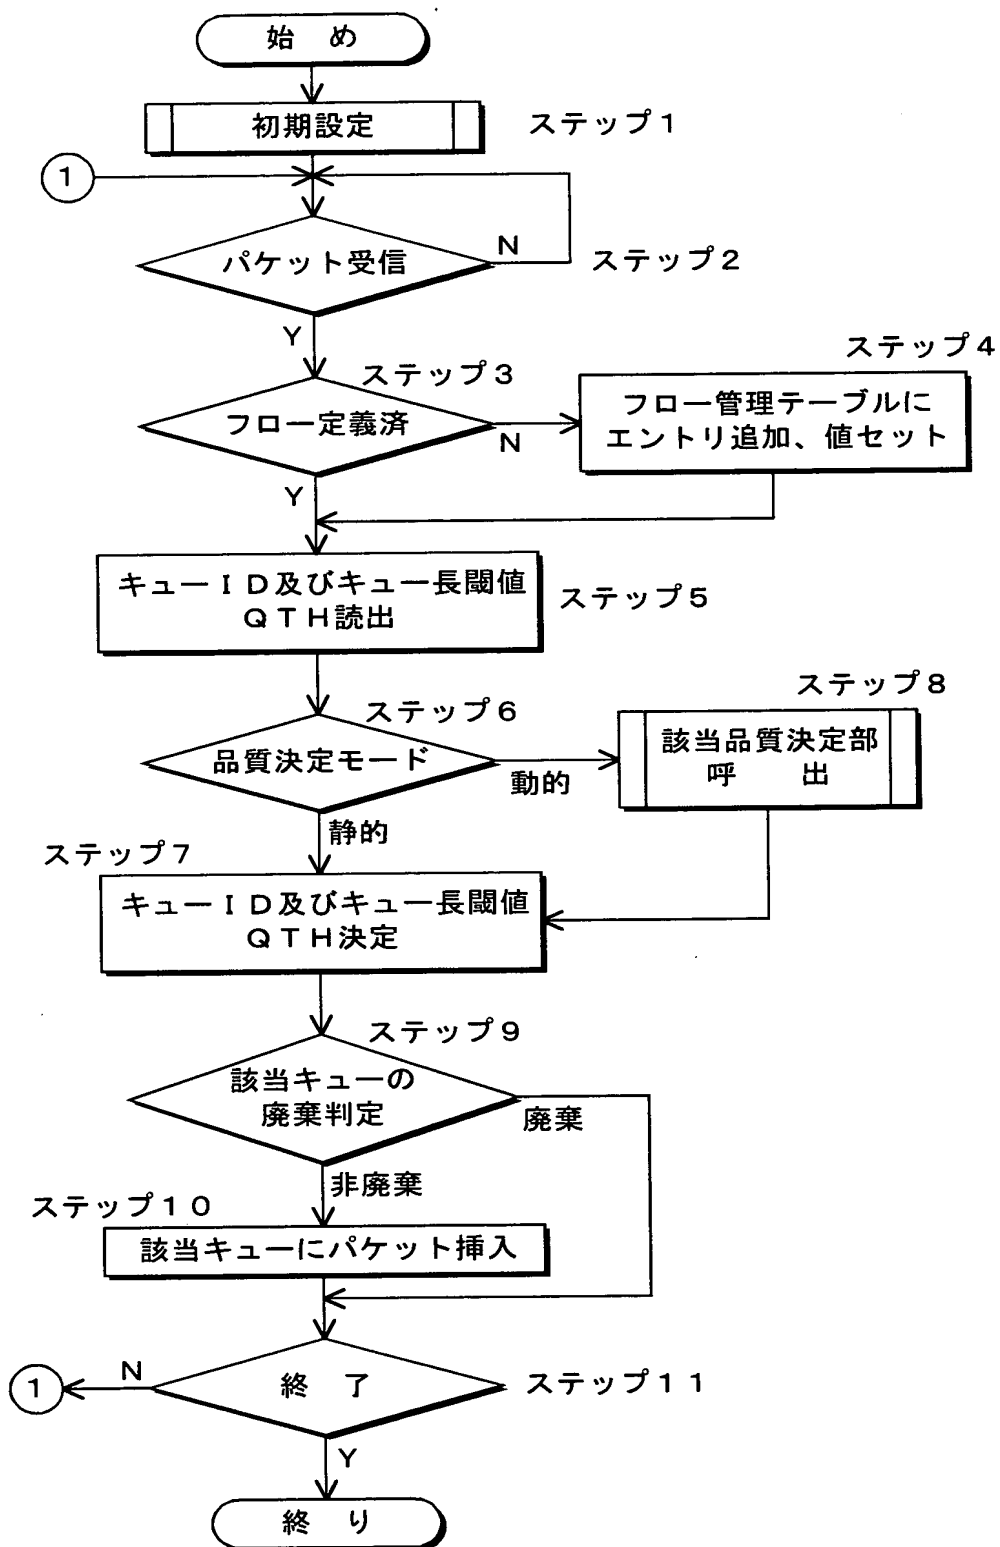 始　め
初期設定
ステップ１
1
パケット受信
N
ステップ２
Y
ステップ３
ステップ４
フロー定義済
N
フロー管理テーブルに
エントリ追加、値セット
Y
キューＩＤ及びキュー長閾値
ＱＴＨ読出
ステップ５
ステップ６
ステップ８
品質決定モード
動的
該当品質決定部
呼　　出
静的
ステップ７
キューＩＤ及びキュー長閾値
ＱＴＨ決定
ステップ９
該当キューの
廃棄判定
廃棄
非廃棄
ステップ１０
該当キューにパケット挿入
1
N
終　了
ステップ１１
Y
終　り